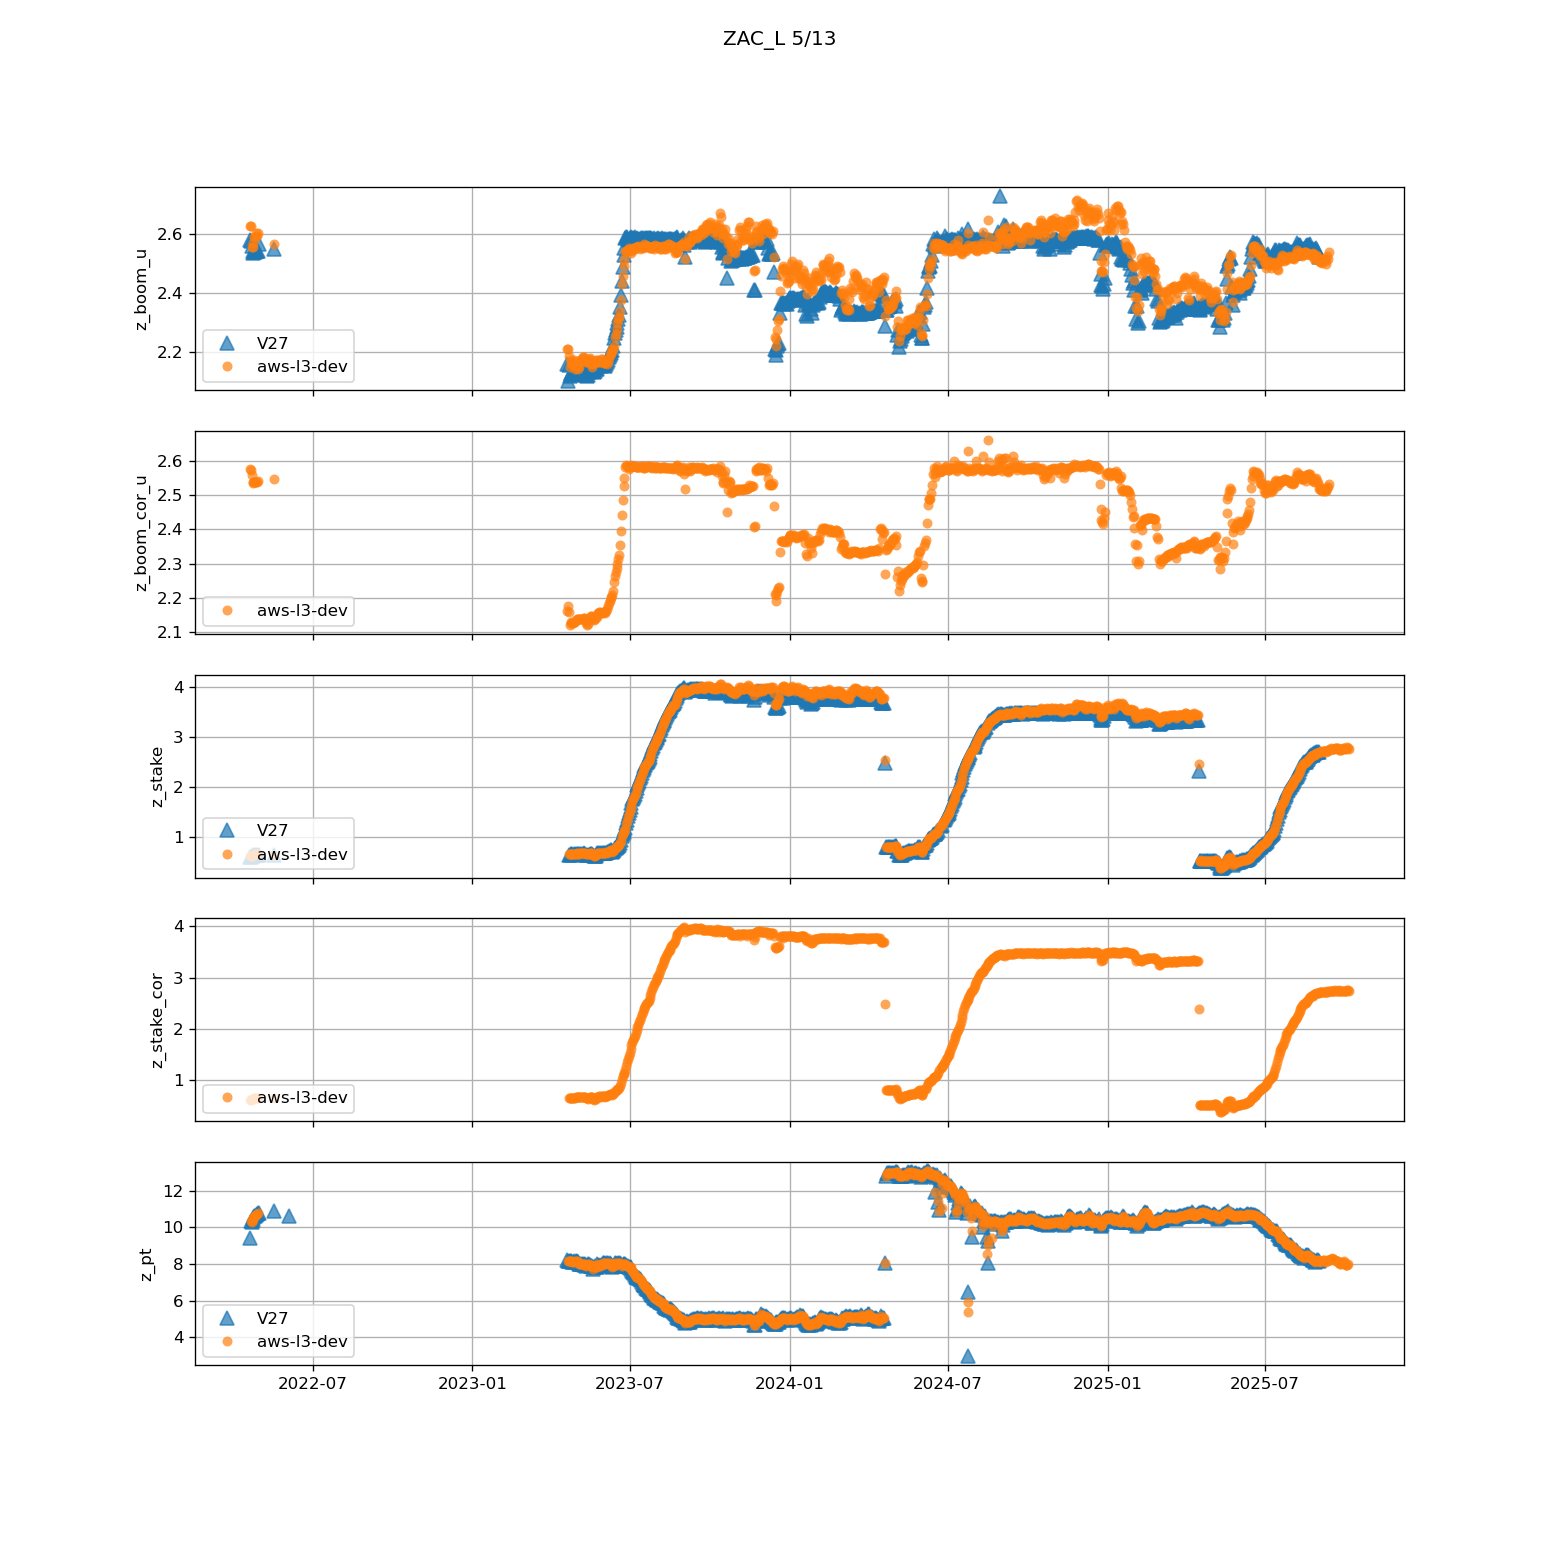 ZAC_L 5/13
z_boom_u
2.6
2.4
2.2
V27
aws-l3-dev
z_boom_cor_u
2.6
2.5
2.4
2.3
2.2
2.1
aws-l3-dev
z_stake
4
3
2
1
V27
aws-l3-dev
z_stake_cor
4
3
2
1
aws-l3-dev
z_pt
12
10
8
6
4
V27
aws-l3-dev
2022-07 2023-01 2023-07 2024-01 2024-07 2025-01 2025-07